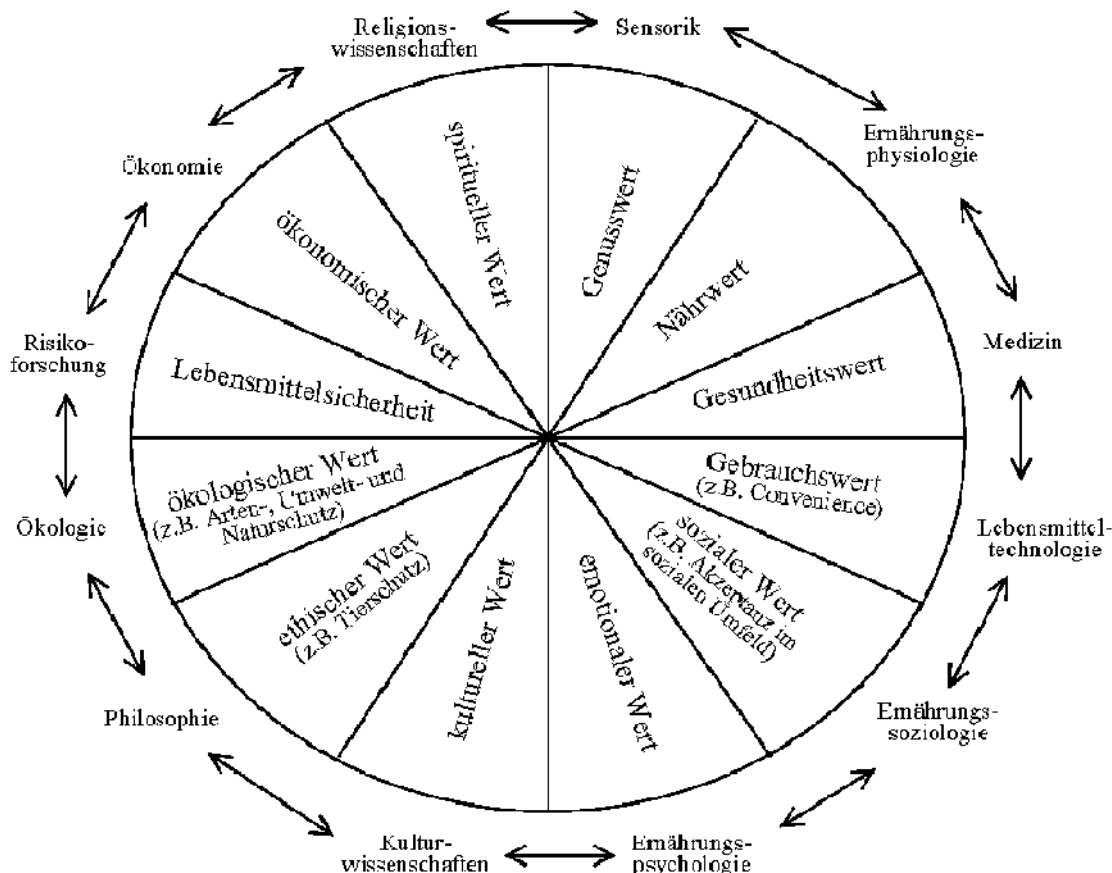 Religions-
wissenschaften
Sensorik
Ernährungs-
physiologie
Medizin
Lebensmittel-
technologie
Ernährungs-
soziologie
Ernährungs-
psychologie
Kultur-
wissenschaften
Philosophie
Ökologie
Risiko-
forschung
Ökonomie
spiritueller Wert
Genusswert
Nährwert
Gesundheitswert
Gebrauchswert
(z.B. Convenience)
sozialer Wert
(z.B. Akzeptanz im
sozialen Umfeld)
emotionaler Wert
kultureller Wert
ethischer Wert
(z.B. Tierschutz)
ökologischer Wert
(z.B. Arten-, Umwelt- und
Naturschutz)
Lebensmittelsicherheit
ökonomischer Wert